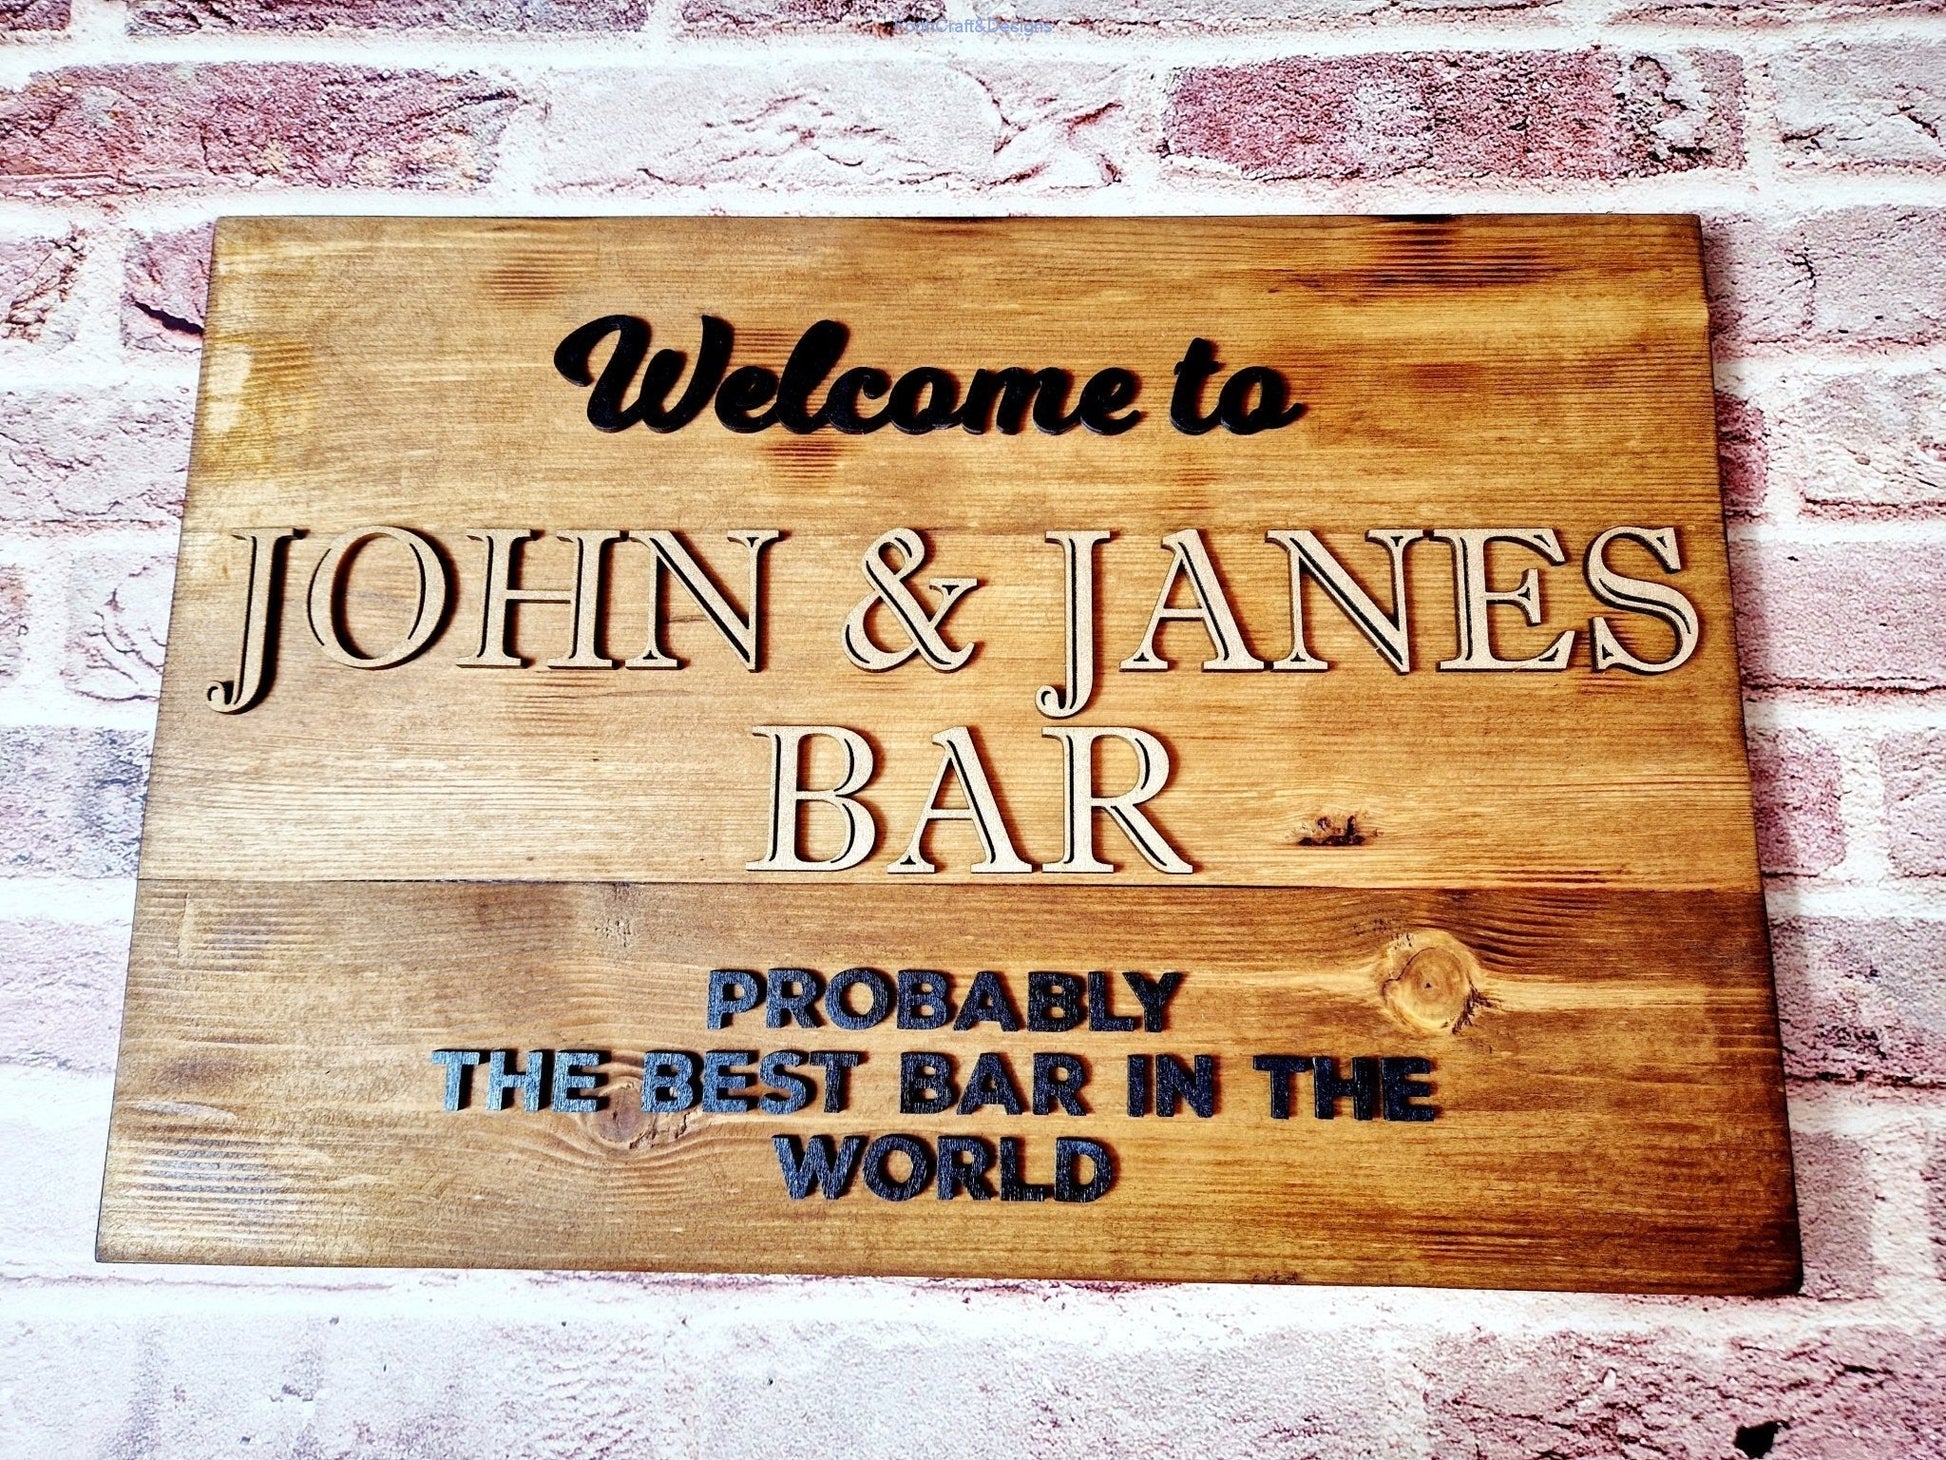 Welcome to
JOHN & JANES
BAR
PROBABLY
THE BEST BAR IN THE
WORLD